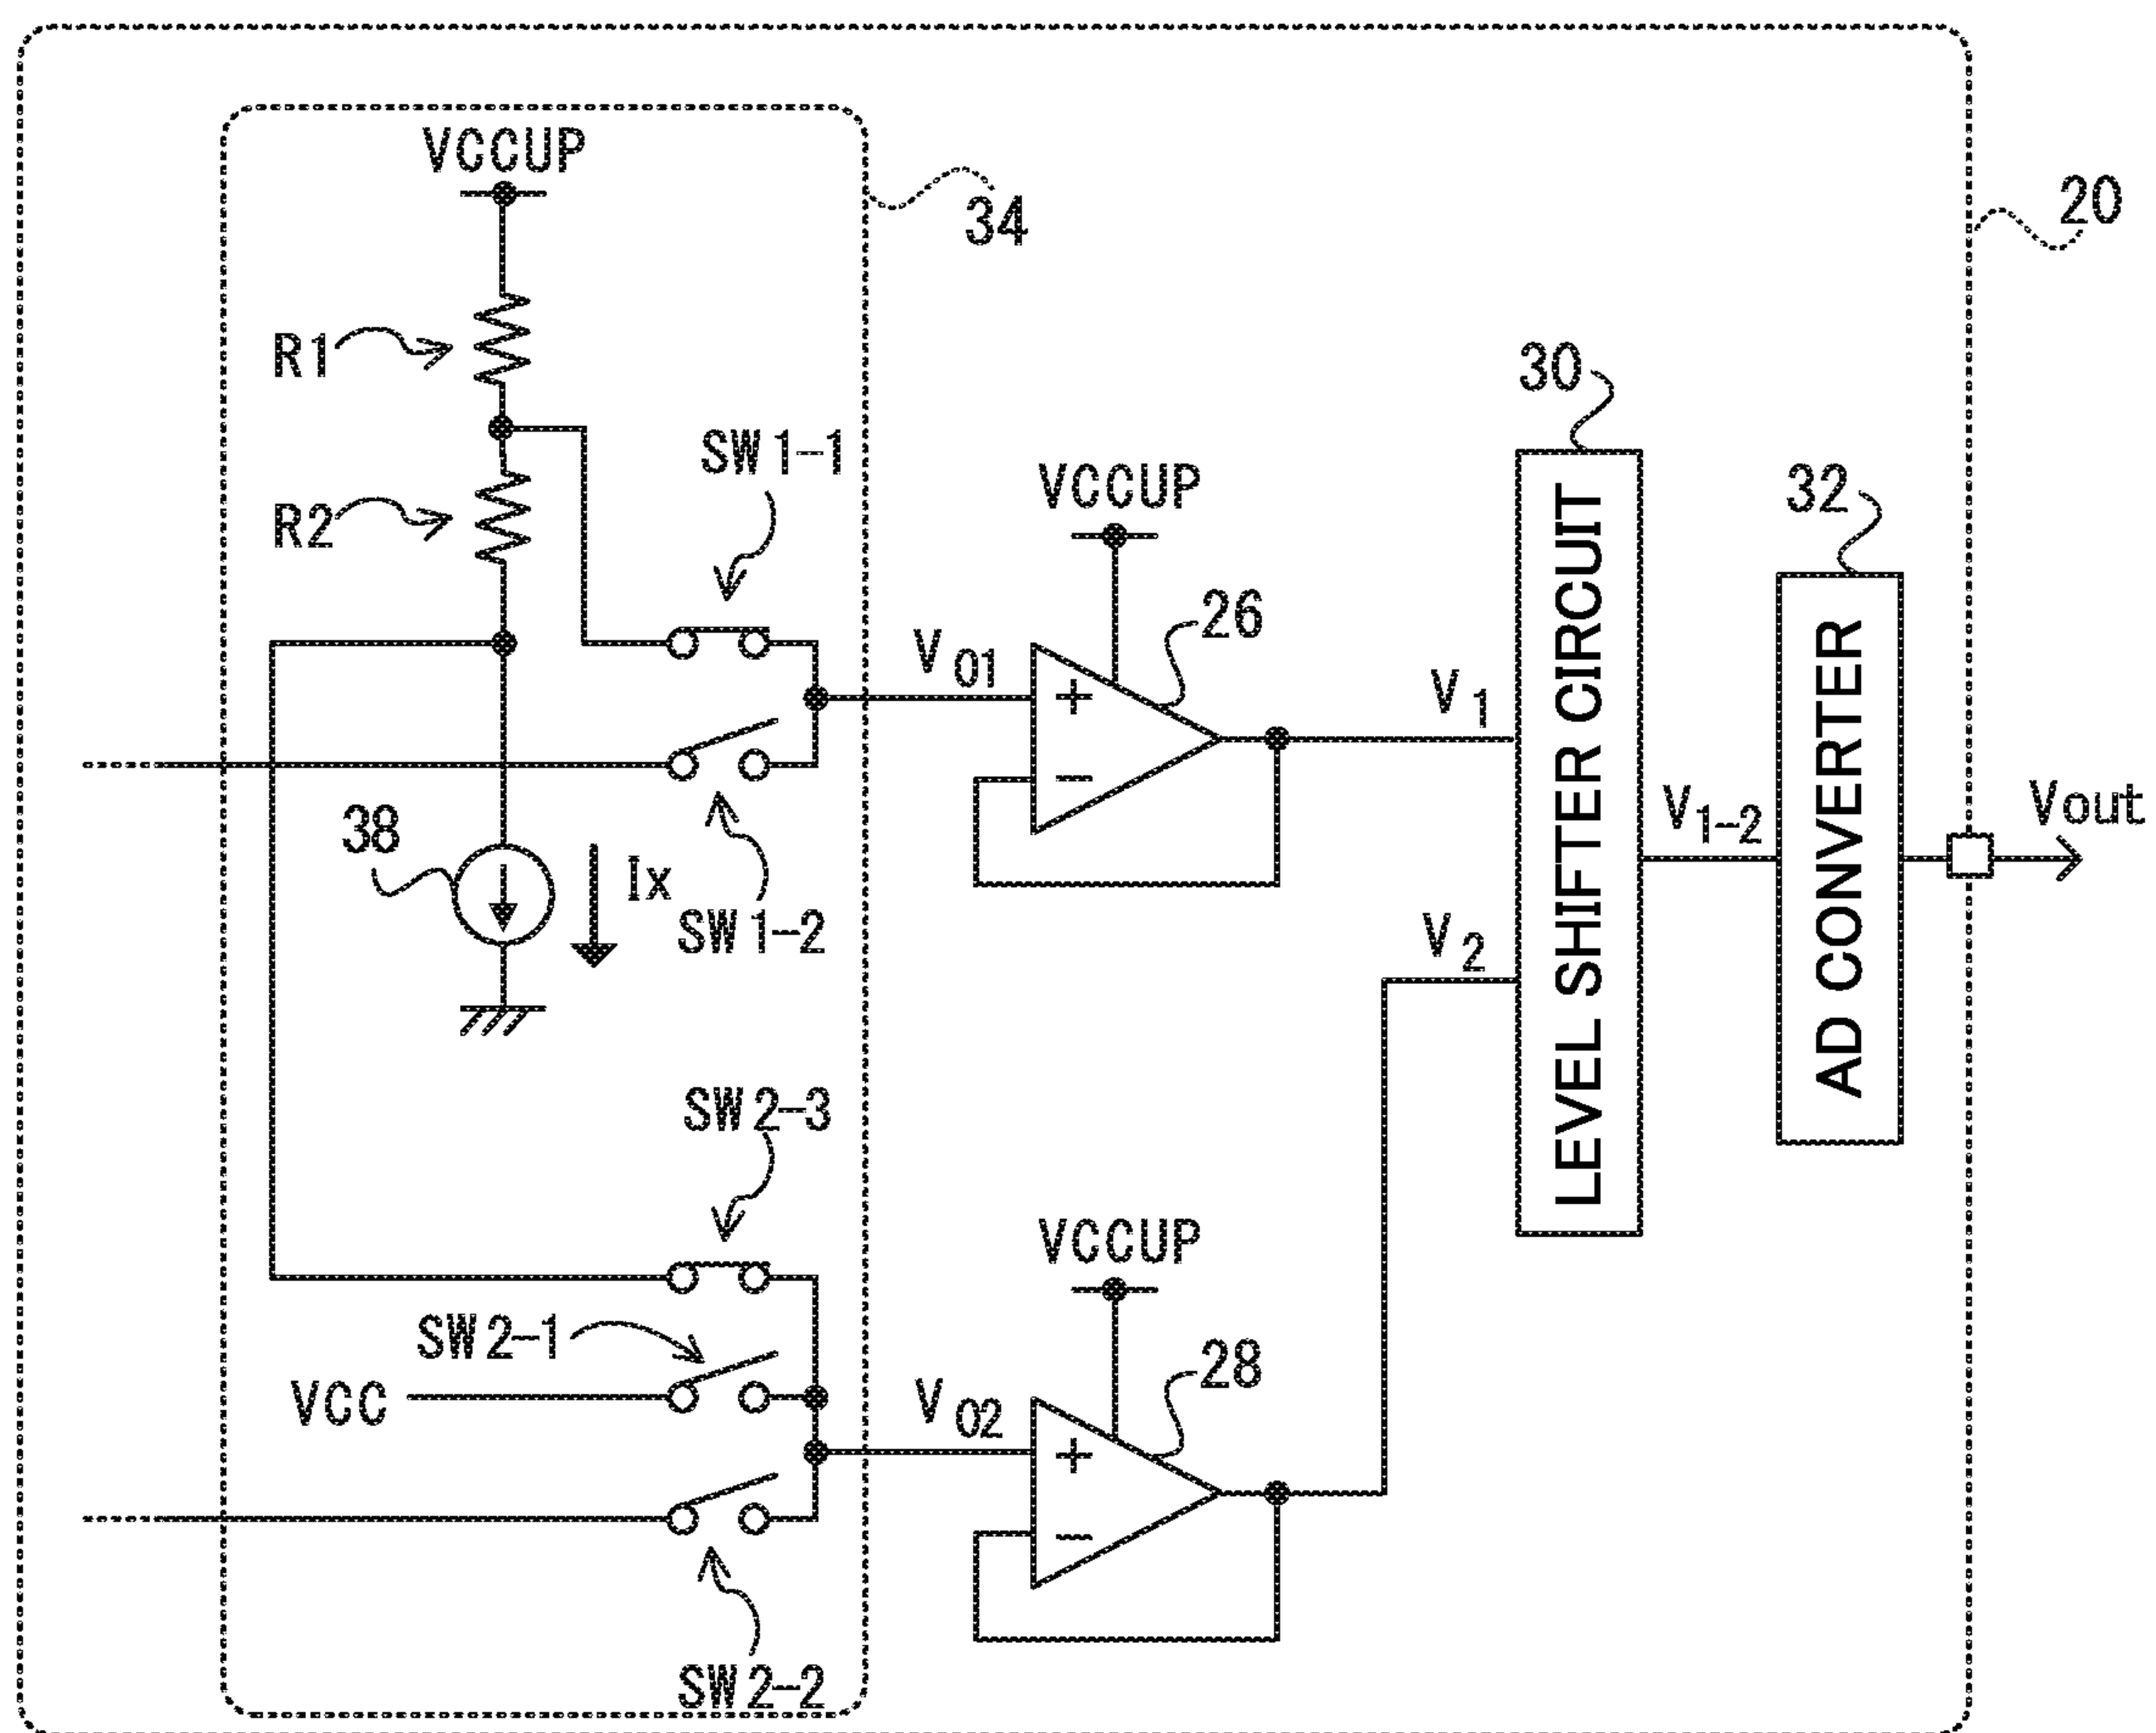 VCCUP
34
20
R1
SW1-1
30
R2
VCCUP
32
26
V01
V1
LEVEL SHIFTER CIRCUIT
AD CONVERTER
38
Ix
SW1-2
V1-2
Vout
V2
SW2-3
VCCUP
SW2-1
VCC
V02
28
SW2-2
+
−
+
−